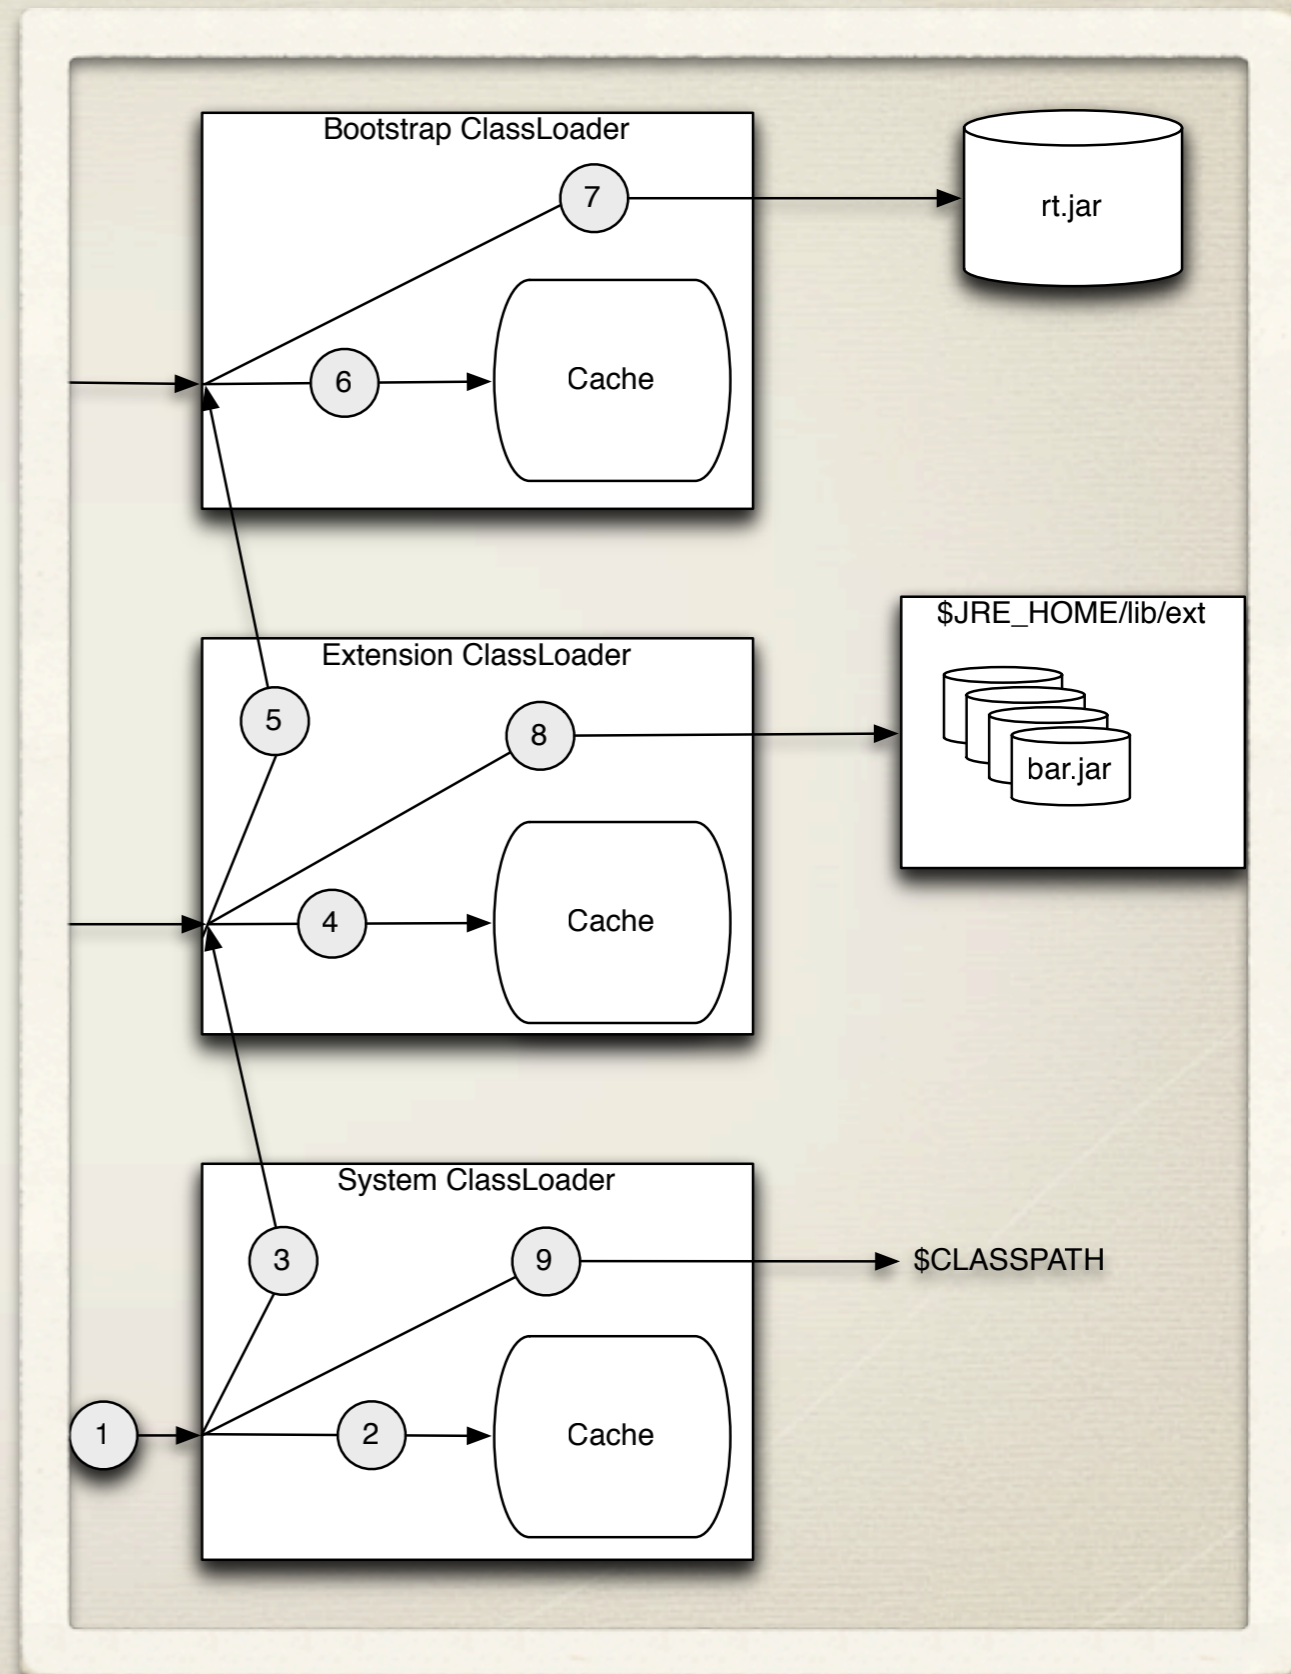 Bootstrap ClassLoader
7
rt.jar
6
Cache
$JRE_HOME/lib/ext
Extension ClassLoader
5
8
bar.jar
4
Cache
System ClassLoader
3
9
$CLASSPATH
1
2
Cache